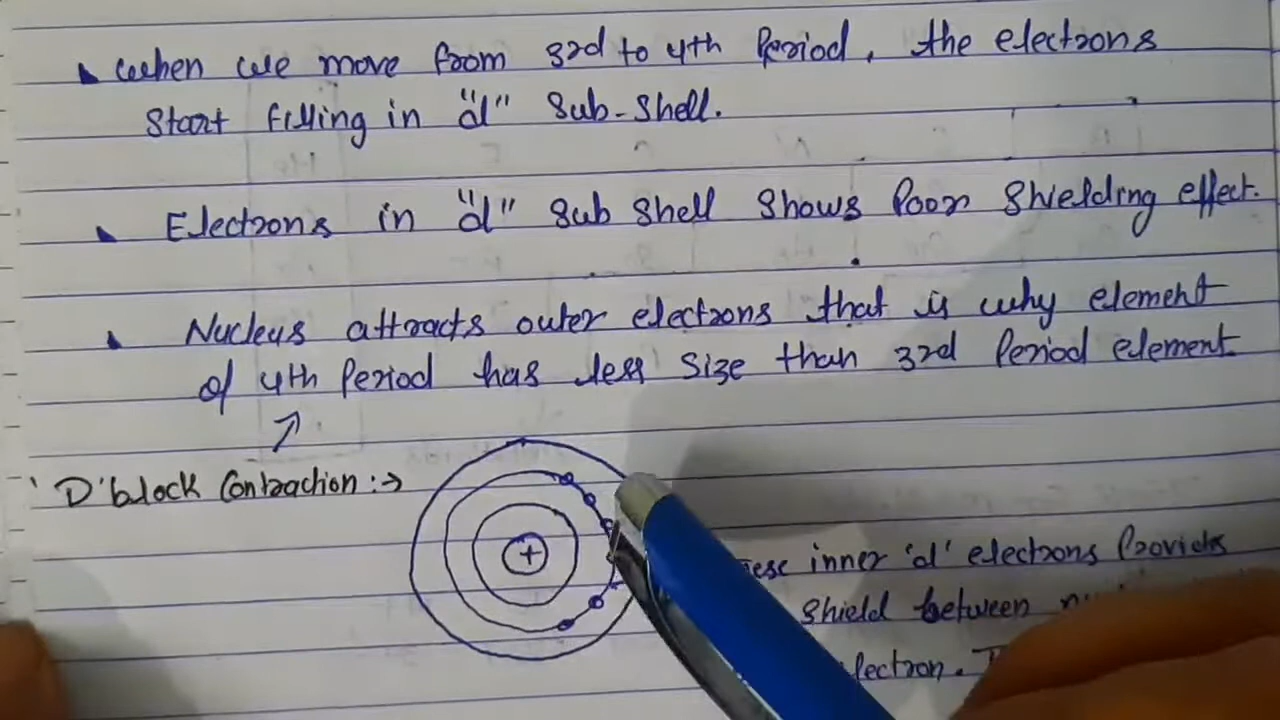 When we move from 3rd to 4th Period, the electrons
Start filling in "d" Sub-Shell.
Electrons in "d" Sub Shell Shows Poor Shielding effect.
Nucleus attracts outer electrons that is why element
of 4th Period has less Size than 3rd Period element
'D' block Contraction :->
+
inner 'd' electrons Provides
shield between